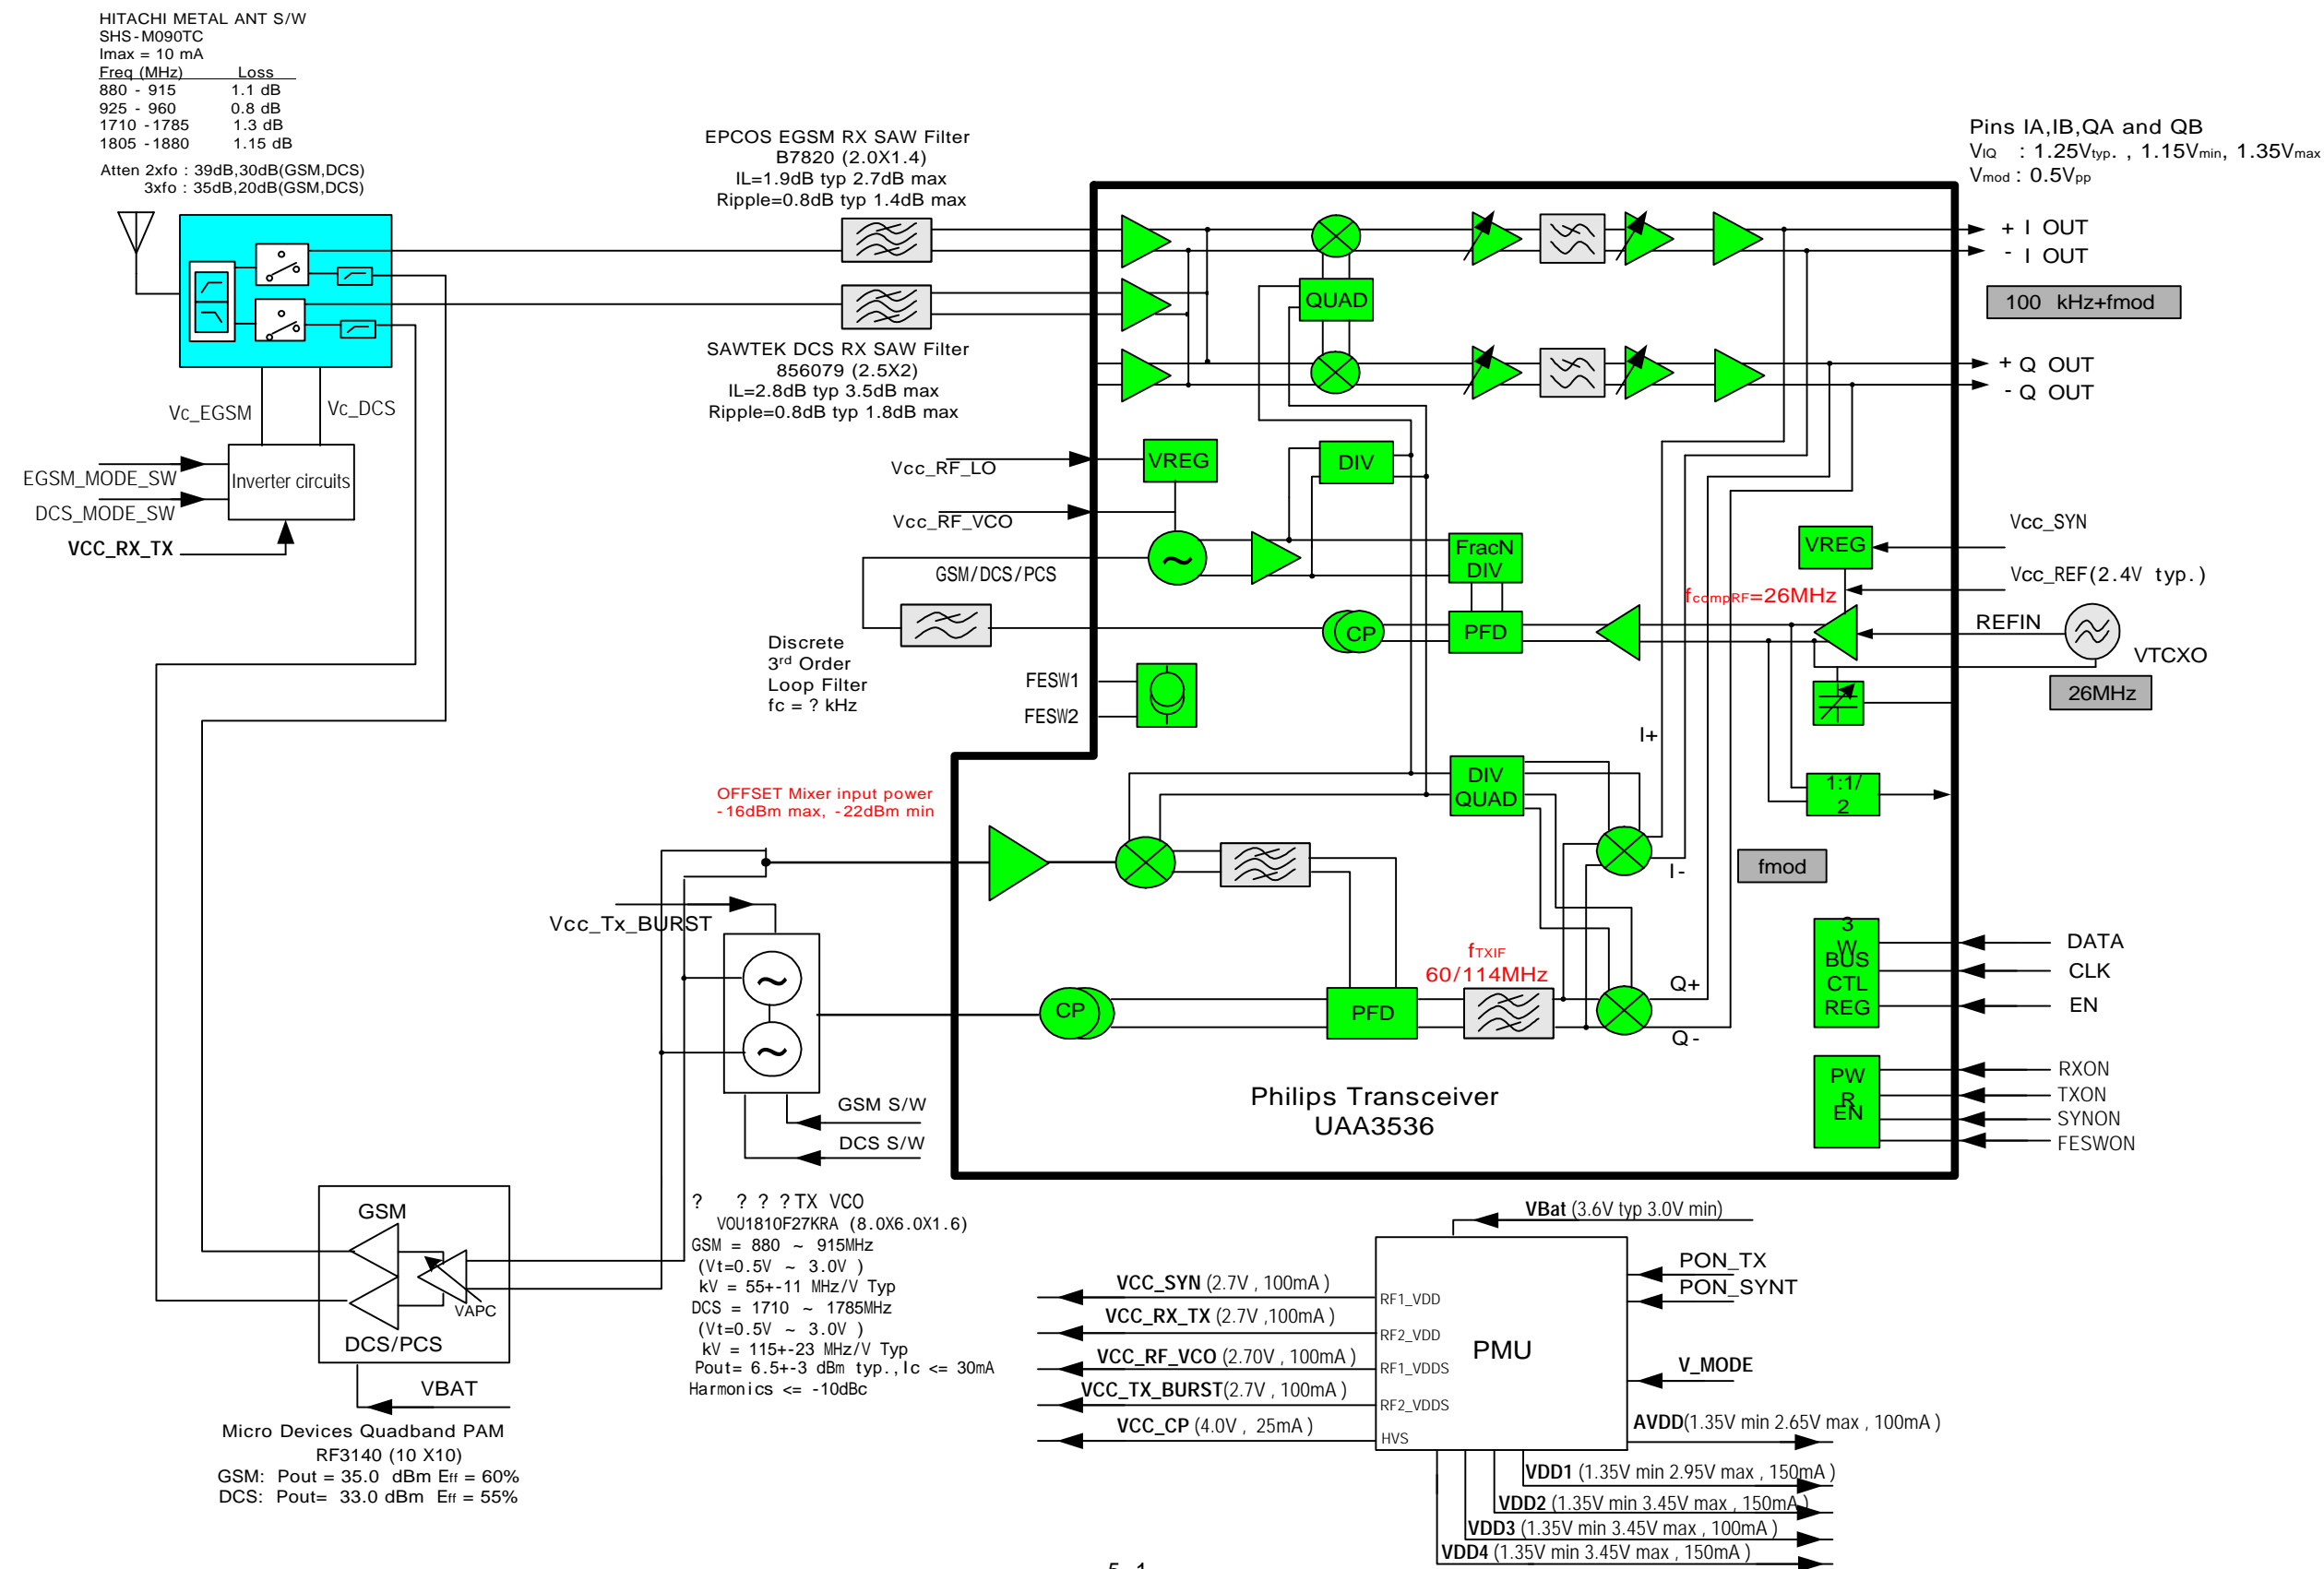 HITACHI METAL ANT S/W
SHS-M090TC
Imax = 10 mA
Freq (MHz) Loss
880 - 915 1.1 dB
925 - 960 0.8 dB
1710 -1785 1.3 dB
1805 -1880 1.15 dB
Atten 2xfo : 39dB,30dB(GSM,DCS)
3xfo : 35dB,20dB(GSM,DCS)
EPCOS EGSM RX SAW Filter
B7820 (2.0X1.4)
IL=1.9dB typ 2.7dB max
Ripple=0.8dB typ 1.4dB max
Pins IA,IB,QA and QB
VIQ : 1.25Vtyp. , 1.15Vmin, 1.35Vmax
Vmod : 0.5Vpp
+ I OUT
- I OUT
QUAD
100 kHz+fmod
SAWTEK DCS RX SAW Filter
856079 (2.5X2)
IL=2.8dB typ 3.5dB max
Ripple=0.8dB typ 1.8dB max
+ Q OUT
- Q OUT
Vc_EGSM
Vc_DCS
EGSM_MODE_SW
DCS_MODE_SW
VCC_RX_TX
Inverter circuits
Vcc_RF_LO
VREG
DIV
Vcc_RF_VCO
GSM/DCS/PCS
FracN
DIV
VREG
Vcc_SYN
Vcc_REF(2.4V typ.)
fcompRF=26MHz
CP
PFD
REFIN
VTCXO
26MHz
Discrete
3rd Order
Loop Filter
fc = ? kHz
FESW1
FESW2
I+
DIV
QUAD
1:1/
2
OFFSET Mixer input power
-16dBm max, -22dBm min
I-
fmod
Vcc_Tx_BURST
fTXIF
60/114MHz
CP
PFD
Q+
Q-
3
W
BUS
CTL
REG
DATA
CLK
EN
PW
R
EN
RXON
TXON
SYNON
FESWON
Philips Transceiver
UAA3536
GSM S/W
DCS S/W
? ? ? ? TX VCO
VOU1810F27KRA (8.0X6.0X1.6)
GSM = 880 ~ 915MHz
(Vt=0.5V ~ 3.0V )
kV = 55+-11 MHz/V Typ
DCS = 1710 ~ 1785MHz
(Vt=0.5V ~ 3.0V )
kV = 115+-23 MHz/V Typ
Pout= 6.5+-3 dBm typ.,Ic <= 30mA
Harmonics <= -10dBc
GSM
VAPC
DCS/PCS
VBAT
Micro Devices Quadband PAM
RF3140 (10 X10)
GSM: Pout = 35.0 dBm Eff = 60%
DCS: Pout= 33.0 dBm Eff = 55%
VBat (3.6V typ 3.0V min)
PON_TX
PON_SYNT
V_MODE
PMU
VCC_SYN (2.7V , 100mA )
RF1_VDD
VCC_RX_TX (2.7V ,100mA )
RF2_VDD
VCC_RF_VCO (2.70V , 100mA )
RF1_VDDS
VCC_TX_BURST(2.7V , 100mA )
RF2_VDDS
VCC_CP (4.0V , 25mA )
HVS
AVDD(1.35V min 2.65V max , 100mA )
VDD1 (1.35V min 2.95V max , 150mA )
VDD2 (1.35V min 3.45V max , 150mA )
VDD3 (1.35V min 3.45V max , 100mA )
VDD4 (1.35V min 3.45V max , 150mA )